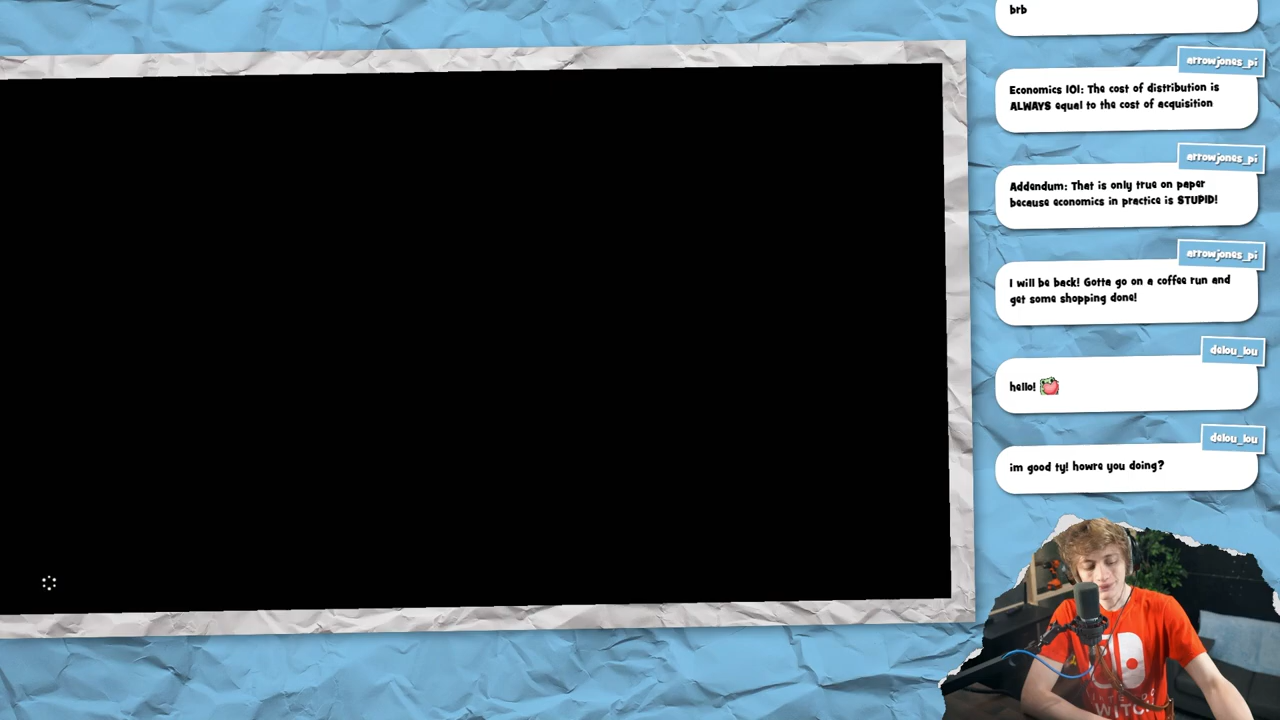 brb
arrowjones_pi
Economics 101: The cost of distribution is
ALWAYS equal to the cost of acquisition
arrowjones_pi
Addendum: That is only true on paper
because economics in practice is STUPID!
arrowjones_pi
I will be back! Gotta go on a coffee run and
get some shopping done!
delou_lou
hello!
delou_lou
im good ty! howre you doing?